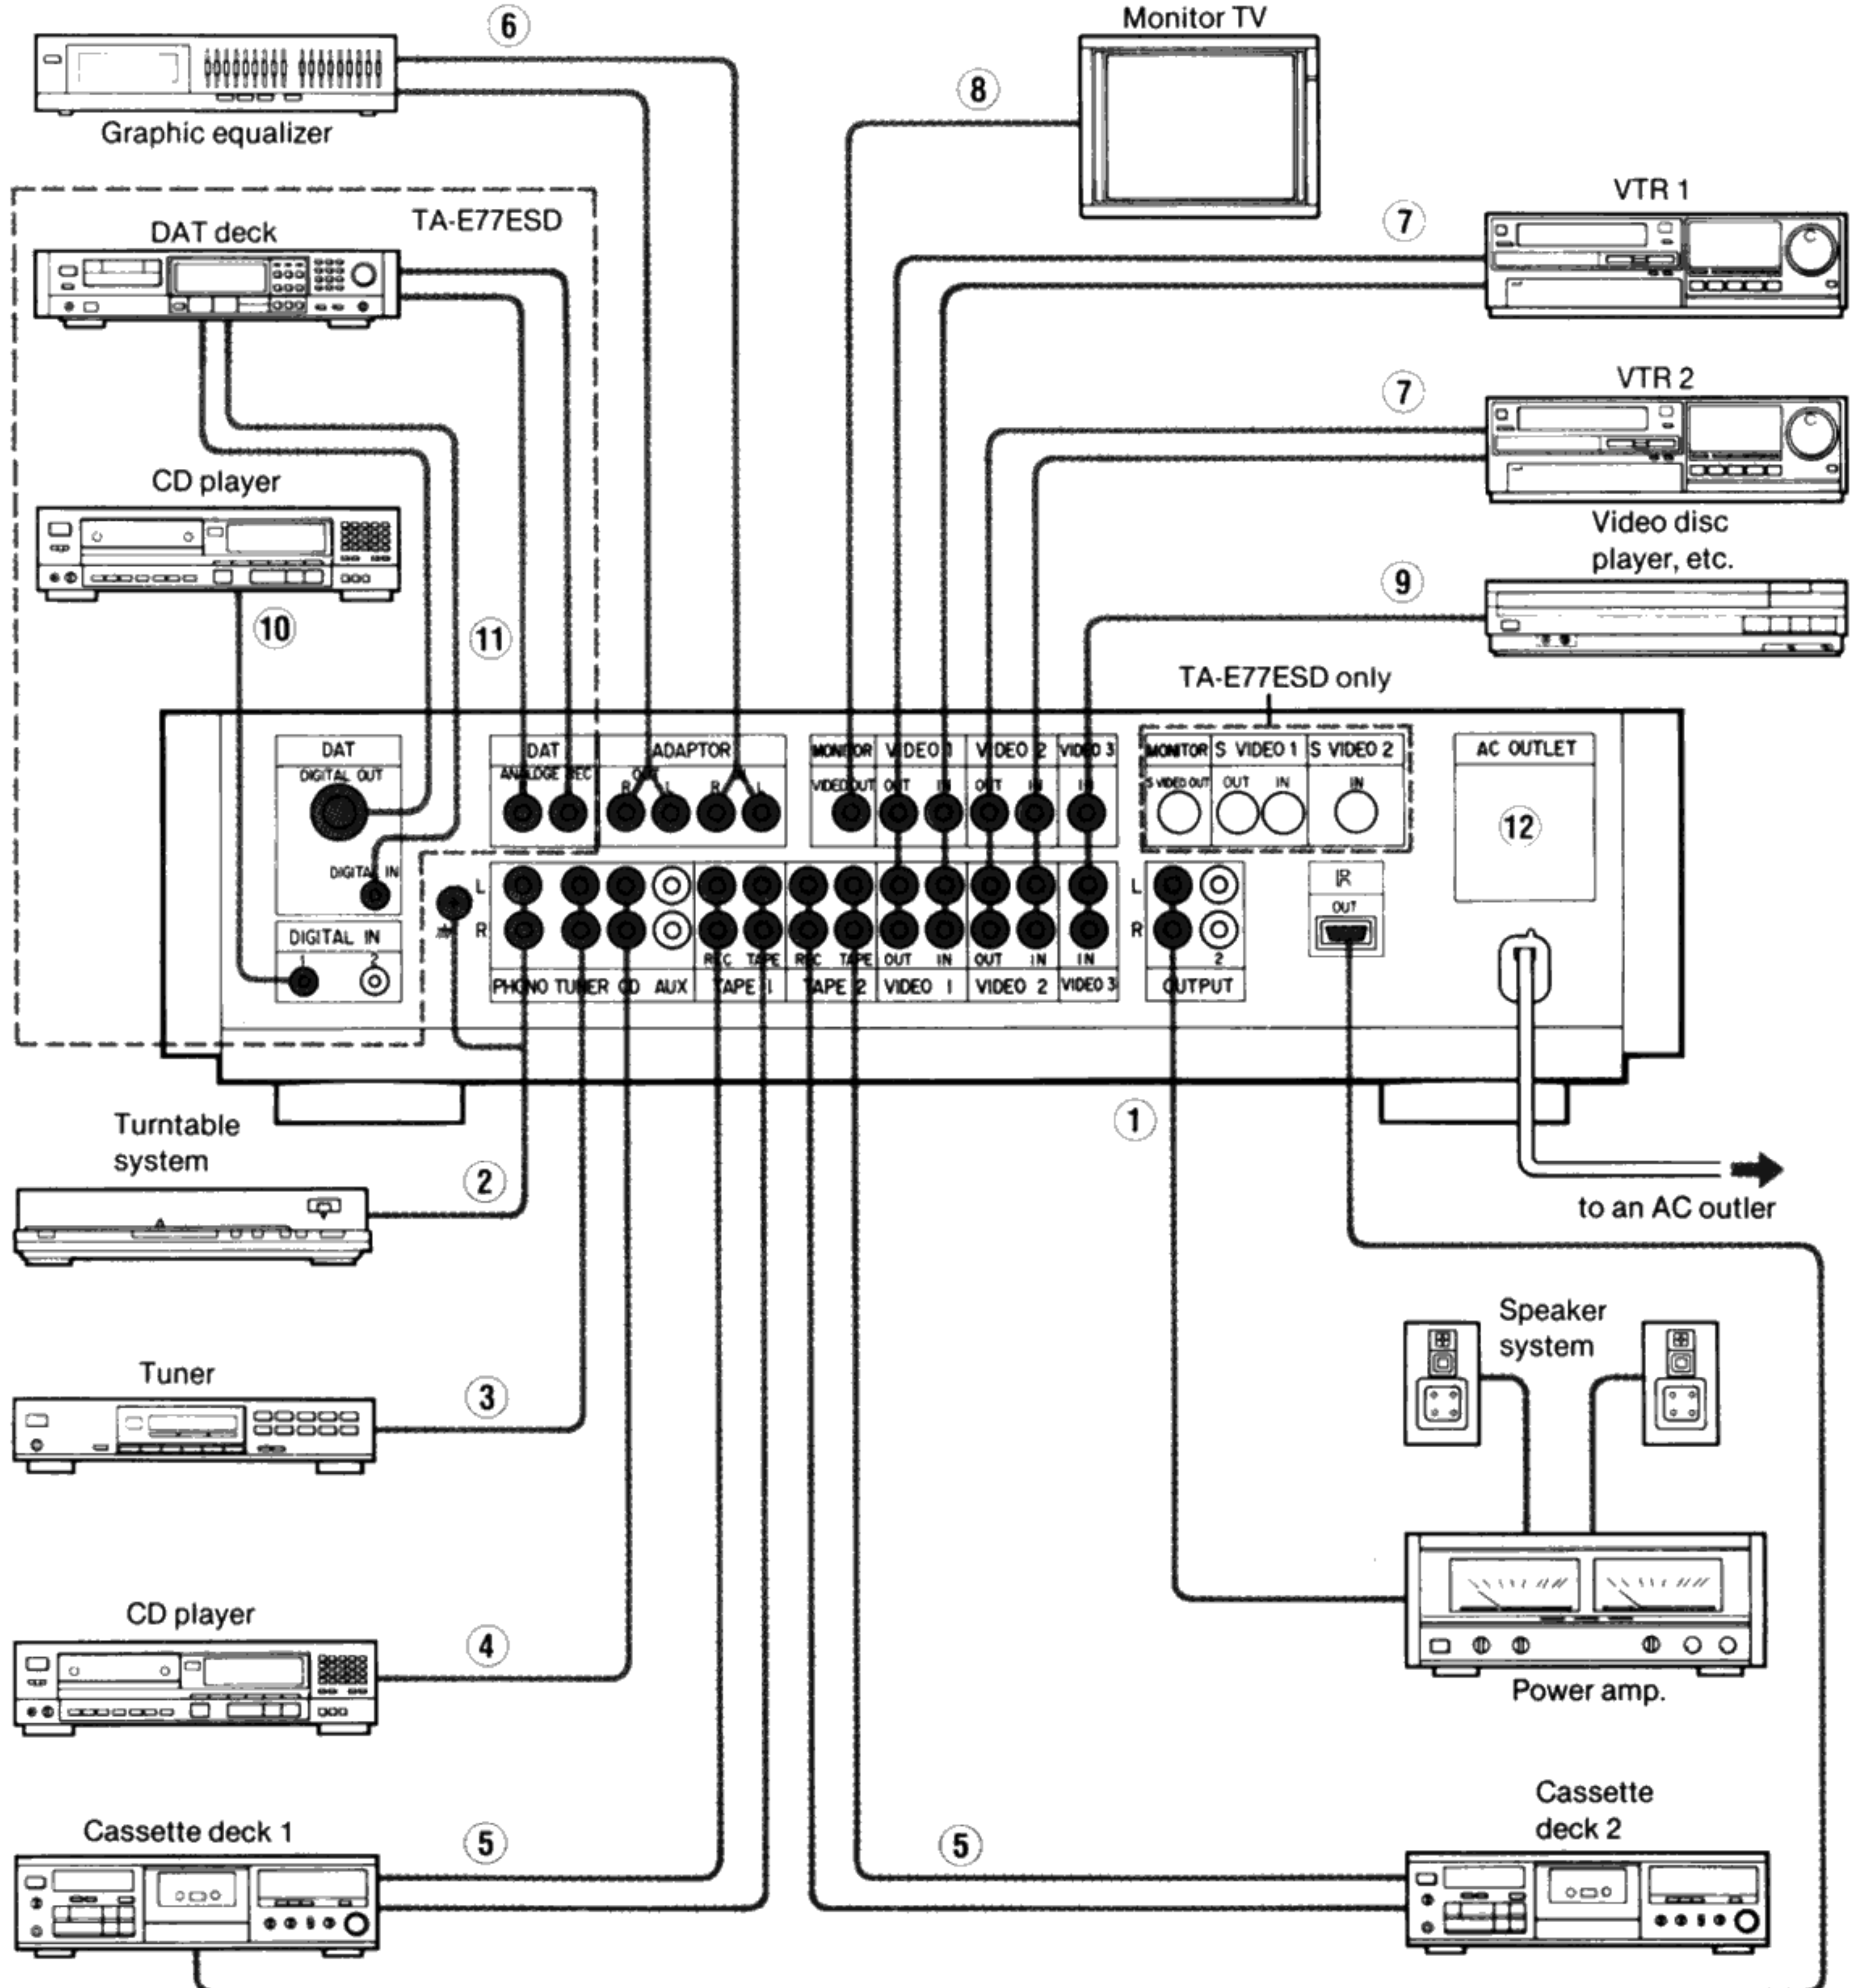 6
Monitor TV
8
Graphic equalizer
VTR 1
7
TA-E77ESD
DAT deck
VTR 2
7
CD player
Video disc
player, etc.
9
10
11
TA-E77ESD only
DAT
DIGITAL OUT
DIGITAL IN
DIGITAL IN
1 2
DAT
ANALOGE REC
ADAPTOR
OUT IN
R L R L
MONITOR VIDEO 1 VIDEO 2 VIDEO 3
VIDEO OUT OUT IN OUT IN IN
MONITOR S VIDEO 1 S VIDEO 2
S VIDEO OUT OUT IN IN
AC OUTLET
12
L
R
REC TAPE REC TAPE OUT IN OUT IN IN
PHONO TUNER CD AUX TAPE 1 TAPE 2 VIDEO 1 VIDEO 2 VIDEO 3
L
R
2
OUTPUT
IR
OUT
1
Turntable
system
2
to an AC outler
Speaker
system
Tuner
3
CD player
4
Power amp.
Cassette deck 1
5
5
Cassette
deck 2